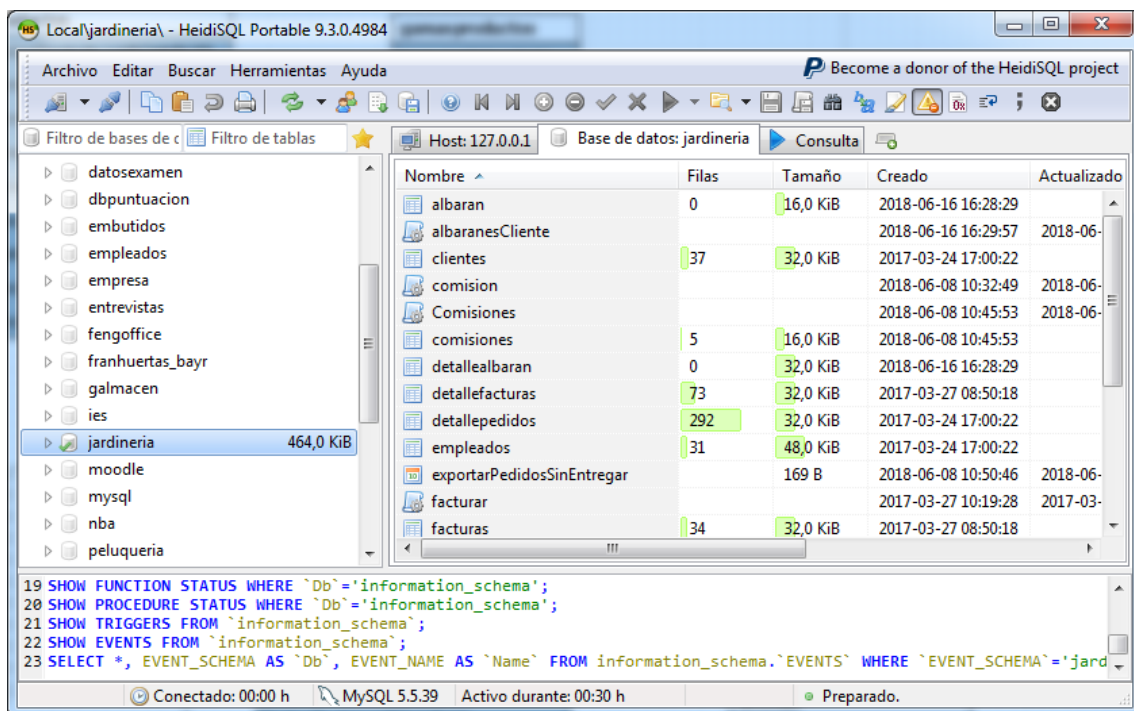 Local\jardineria\ - HeidiSQL Portable 9.3.0.4984
Archivo Editar Buscar Herramientas Ayuda
Become a donor of the HeidiSQL project
Filtro de bases de c Filtro de tablas
Host: 127.0.0.1 Base de datos: jardineria Consulta
datosexamen
dbpuntuacion
embutidos
empleados
empresa
entrevistas
fengoffice
franhuertas_bayr
galmacen
ies
jardineria 464,0 KiB
moodle
mysql
nba
peluqueria
Nombre Filas Tamaño Creado Actualizado
albaran 0 16,0 KiB 2018-06-16 16:28:29
albaranesCliente 2018-06-16 16:29:57 2018-06-
clientes 37 32,0 KiB 2017-03-24 17:00:22
comision 2018-06-08 10:32:49 2018-06-
Comisiones 2018-06-08 10:45:53 2018-06-
comisiones 5 16,0 KiB 2018-06-08 10:45:53
detallealbaran 0 32,0 KiB 2018-06-16 16:28:29
detallefacturas 73 32,0 KiB 2017-03-27 08:50:18
detallepedidos 292 32,0 KiB 2017-03-24 17:00:22
empleados 31 48,0 KiB 2017-03-24 17:00:22
exportarPedidosSinEntregar 169 B 2018-06-08 10:50:46 2018-06-
facturar 2017-03-27 10:19:28 2017-03-
facturas 34 32,0 KiB 2017-03-27 08:50:18
19 SHOW FUNCTION STATUS WHERE `Db`='information_schema';
20 SHOW PROCEDURE STATUS WHERE `Db`='information_schema';
21 SHOW TRIGGERS FROM `information_schema`;
22 SHOW EVENTS FROM `information_schema`;
23 SELECT *, EVENT_SCHEMA AS `Db`, EVENT_NAME AS `Name` FROM information_schema.`EVENTS` WHERE `EVENT_SCHEMA`='jard
Conectado: 00:00 h MySQL 5.5.39 Activo durante: 00:30 h Preparado.